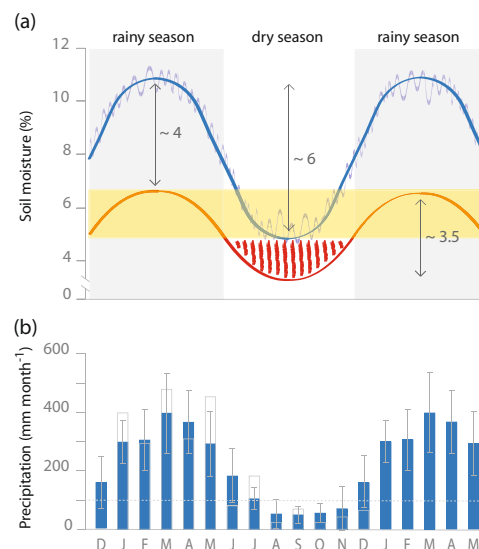 (a)
rainy season dry season rainy season
12
10
8
6
4
0
Soil moisture (%)
~ 4
~ 6
~ 3.5
(b)
600
400
200
0
Precipitation (mm month-1)
D J F M A M J J A S O N D J F M A M